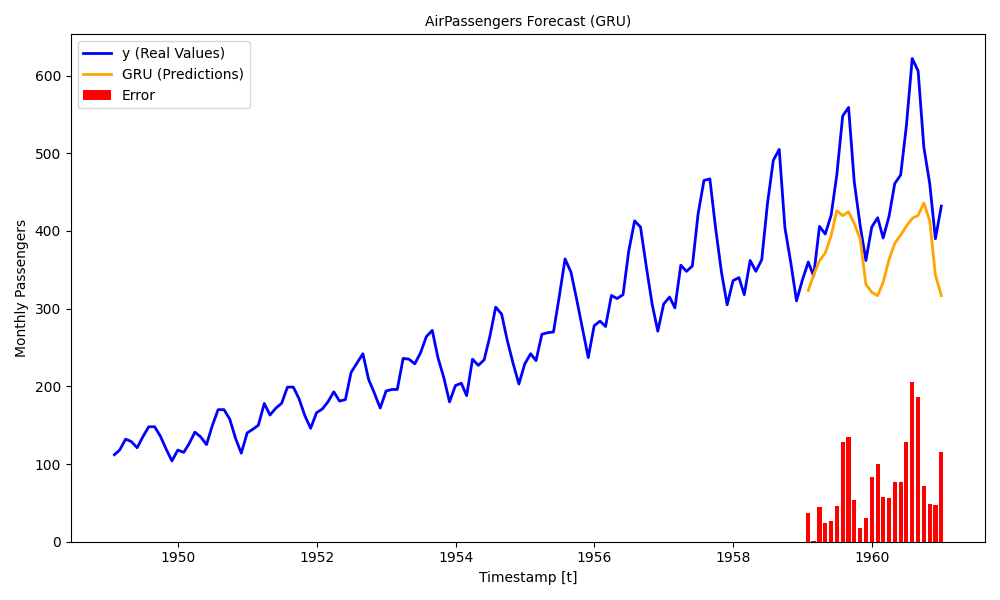 AirPassengers Forecast (GRU)
y (Real Values)
GRU (Predictions)
Error
Monthly Passengers
600
500
400
300
200
100
0
1950 1952 1954 1956 1958 1960
Timestamp [t]